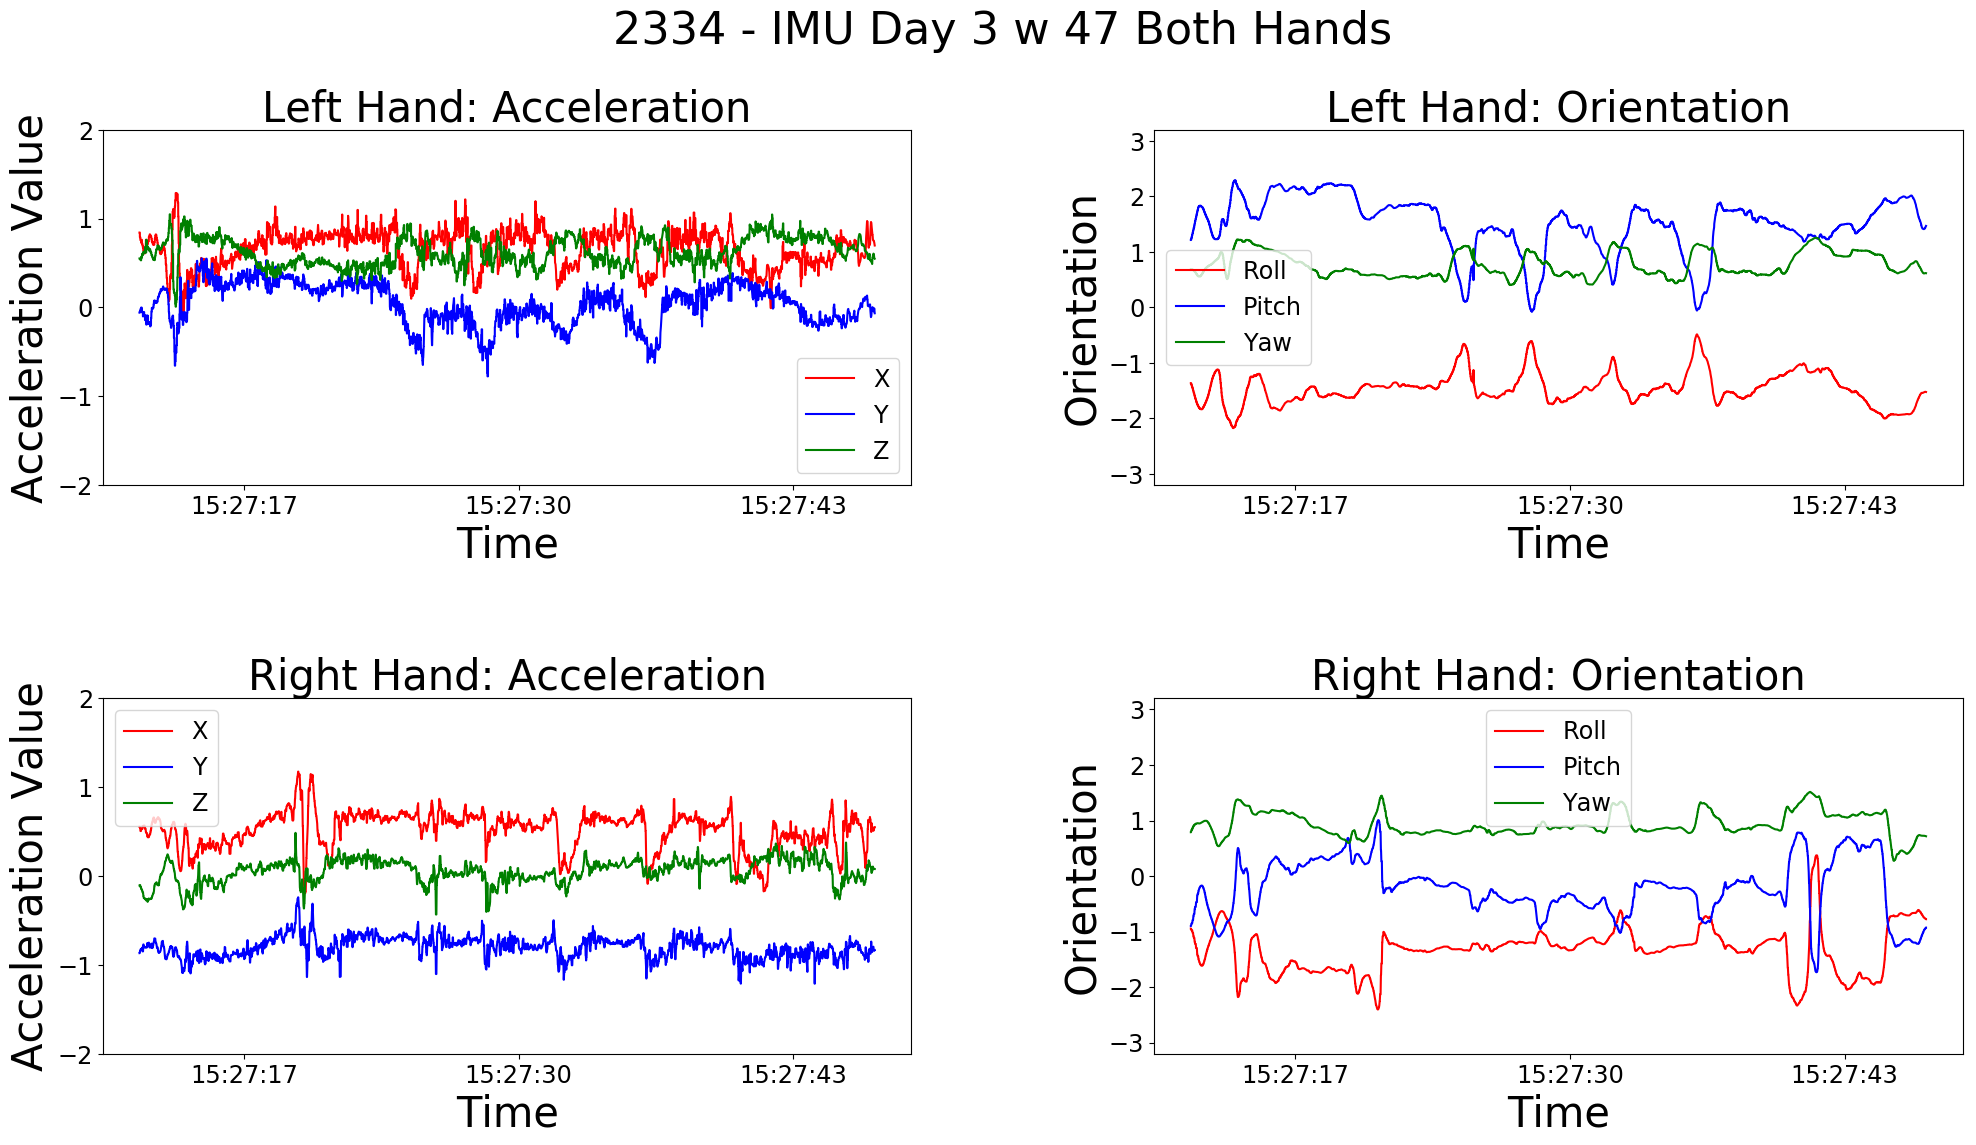 2334 - IMU Day 3 w 47 Both Hands
Left Hand: Acceleration
Acceleration Value
2
1
0
−1
−2
X
Y
Z
15:27:17
15:27:30
15:27:43
Time
Left Hand: Orientation
Orientation
3
2
1
0
−1
−2
−3
Roll
Pitch
Yaw
15:27:17
15:27:30
15:27:43
Time
Right Hand: Acceleration
Acceleration Value
2
1
0
−1
−2
X
Y
Z
15:27:17
15:27:30
15:27:43
Time
Right Hand: Orientation
Orientation
3
2
1
0
−1
−2
−3
Roll
Pitch
Yaw
15:27:17
15:27:30
15:27:43
Time